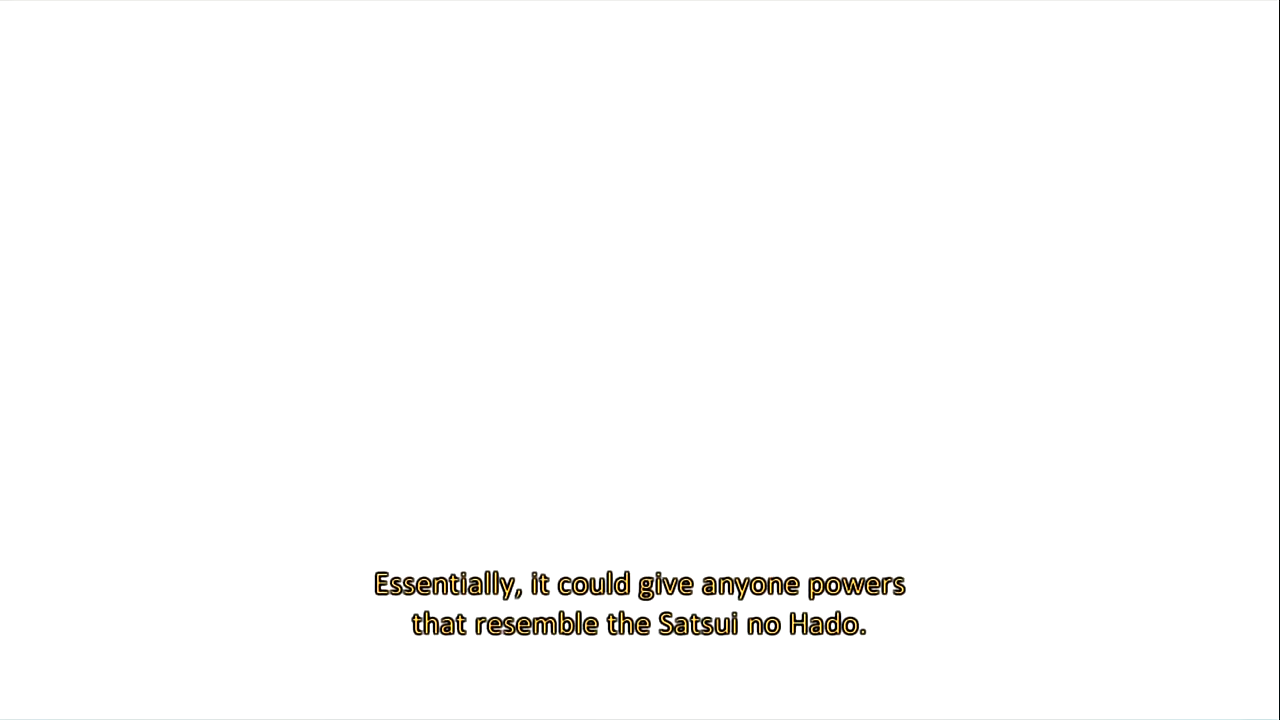 Essentially, it could give anyone powers
that resemble the Satsui no Hado.